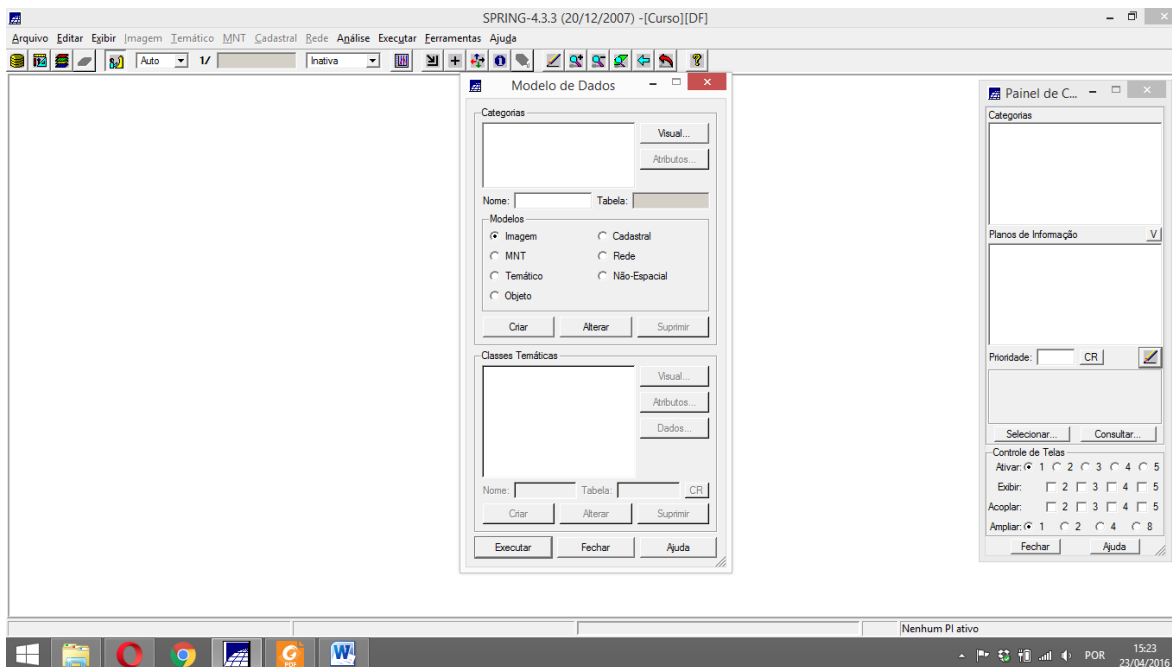 SPRING-4.3.3 (20/12/2007) -[Curso][DF]
Arquivo Editar Exibir Imagem Temático MNT Cadastral Rede Análise Executar Ferramentas Ajuda
Auto 1/ Inativa
Modelo de Dados
Categorias
Visual...
Atributos...
Nome: Tabela:
Modelos
Imagem Cadastral
MNT Rede
Temático Não-Espacial
Objeto
Criar Alterar Suprimir
Classes Temáticas
Visual...
Atributos...
Dados...
Nome: Tabela: CR
Criar Alterar Suprimir
Executar Fechar Ajuda
Painel de C...
Categorias
Planos de Informação V
Prioridade: CR
Selecionar... Consultar...
Controle de Telas
Ativar: 1 2 3 4 5
Exibir: 2 3 4 5
Acoplar: 2 3 4 5
Ampliar: 1 2 4 8
Fechar Ajuda
Nenhum PI ativo
POR
15:23
23/04/2016